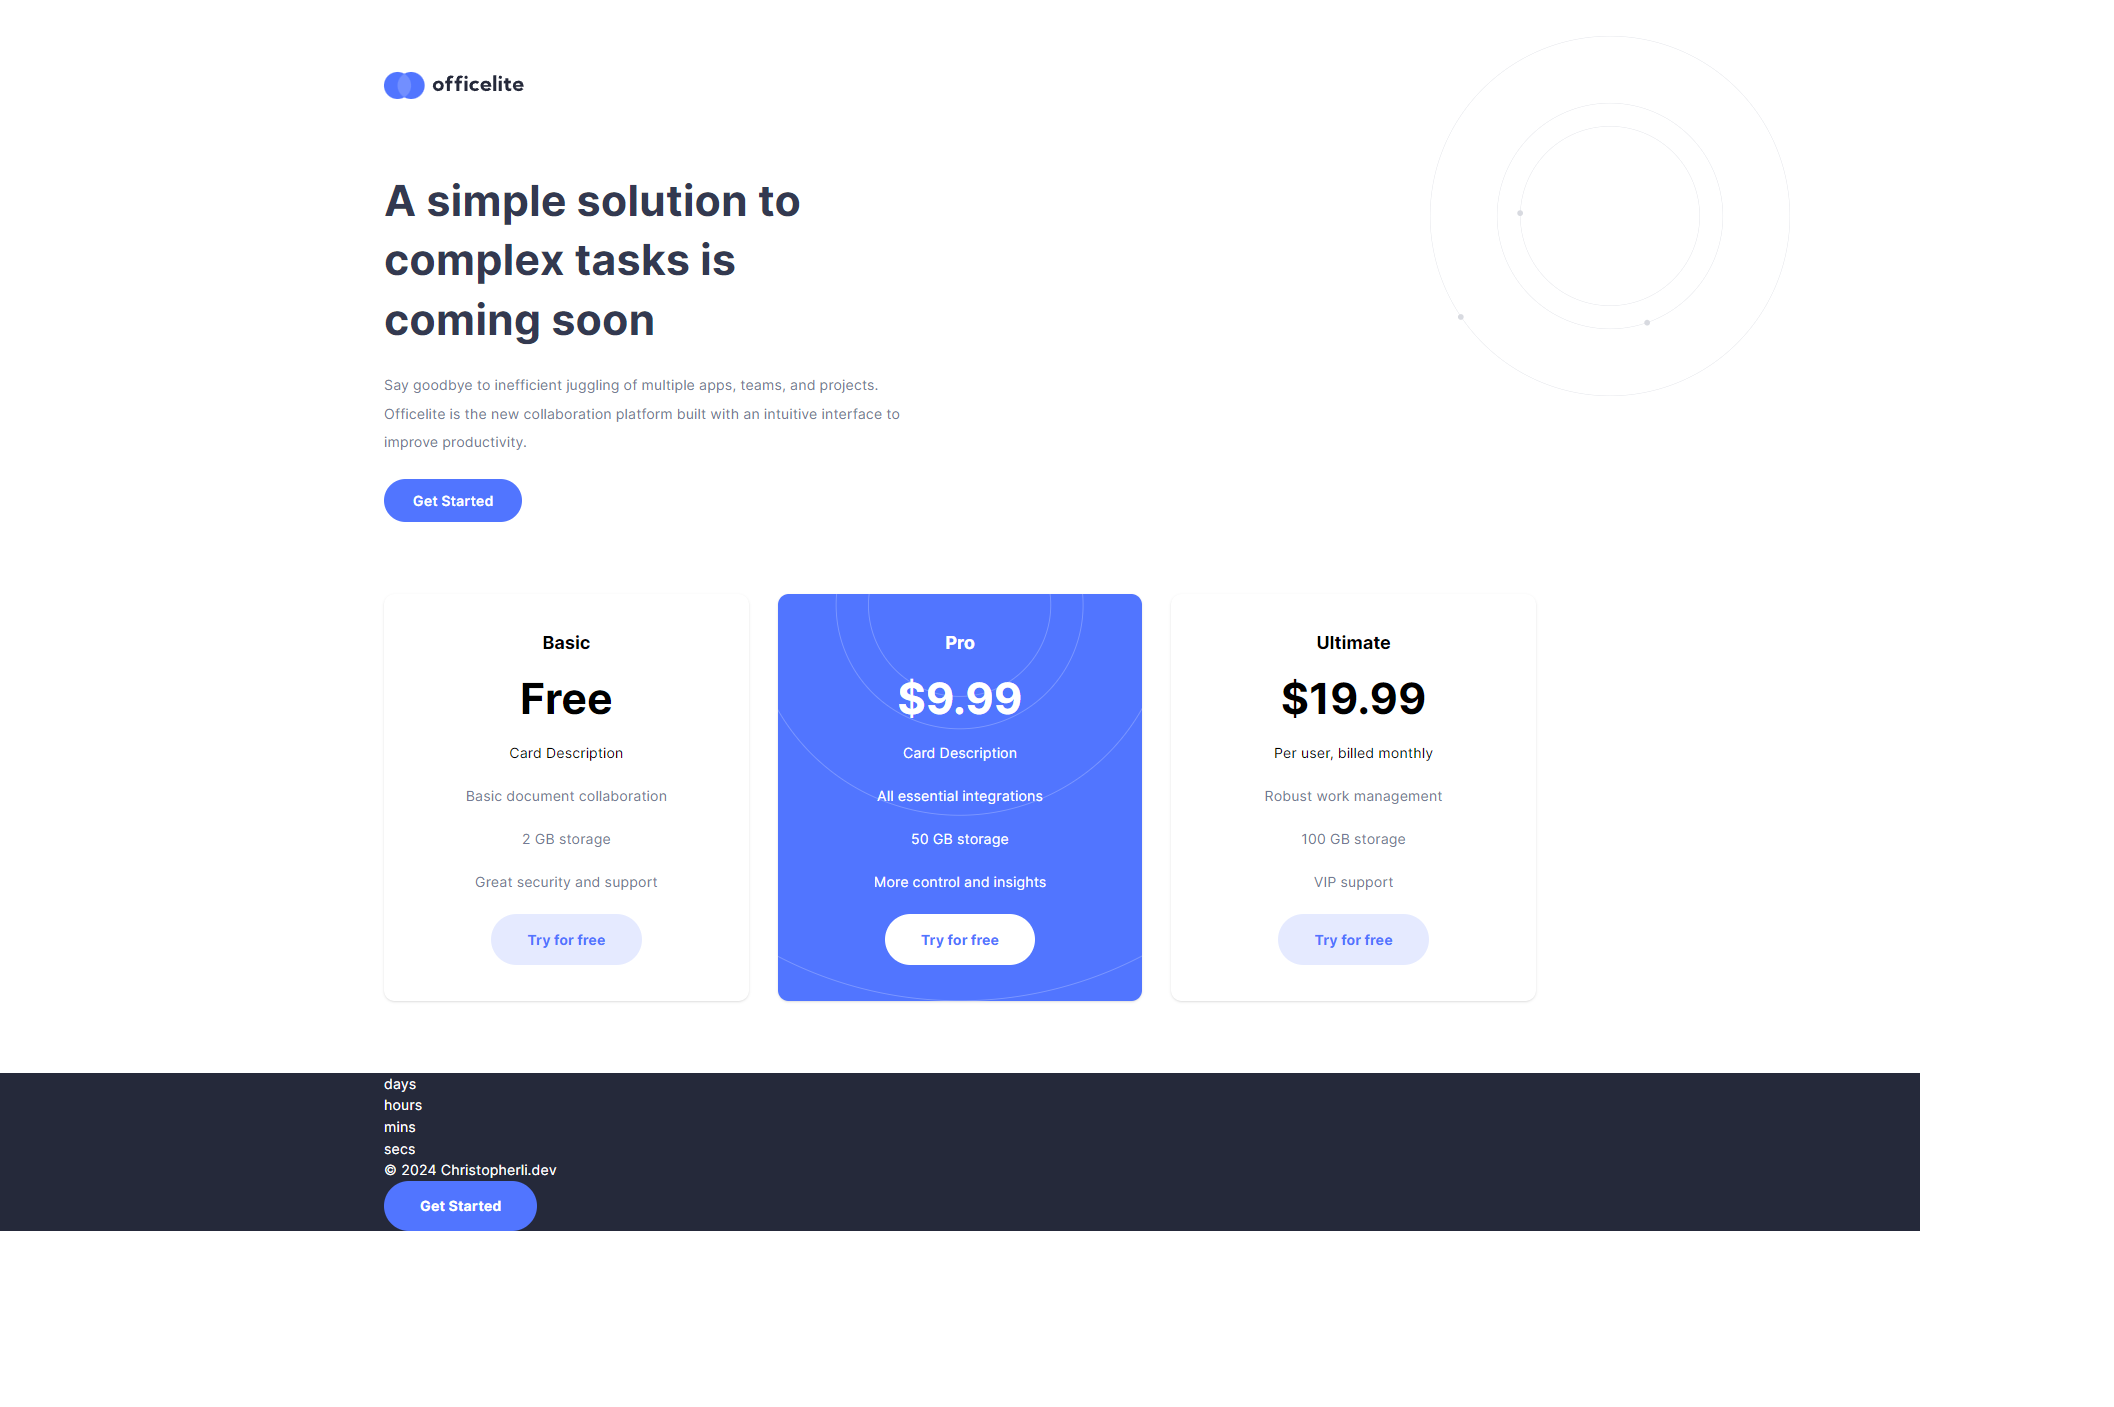 officelite
A simple solution to
complex tasks is
coming soon
Say goodbye to inefficient juggling of multiple apps, teams, and projects.
Officelite is the new collaboration platform built with an intuitive interface to
improve productivity.
Get Started
Basic
Free
Card Description
Basic document collaboration
2 GB storage
Great security and support
Try for free
Pro
$9.99
Card Description
All essential integrations
50 GB storage
More control and insights
Try for free
Ultimate
$19.99
Per user, billed monthly
Robust work management
100 GB storage
VIP support
Try for free
days
hours
mins
secs
© 2024 Christopherli.dev
Get Started